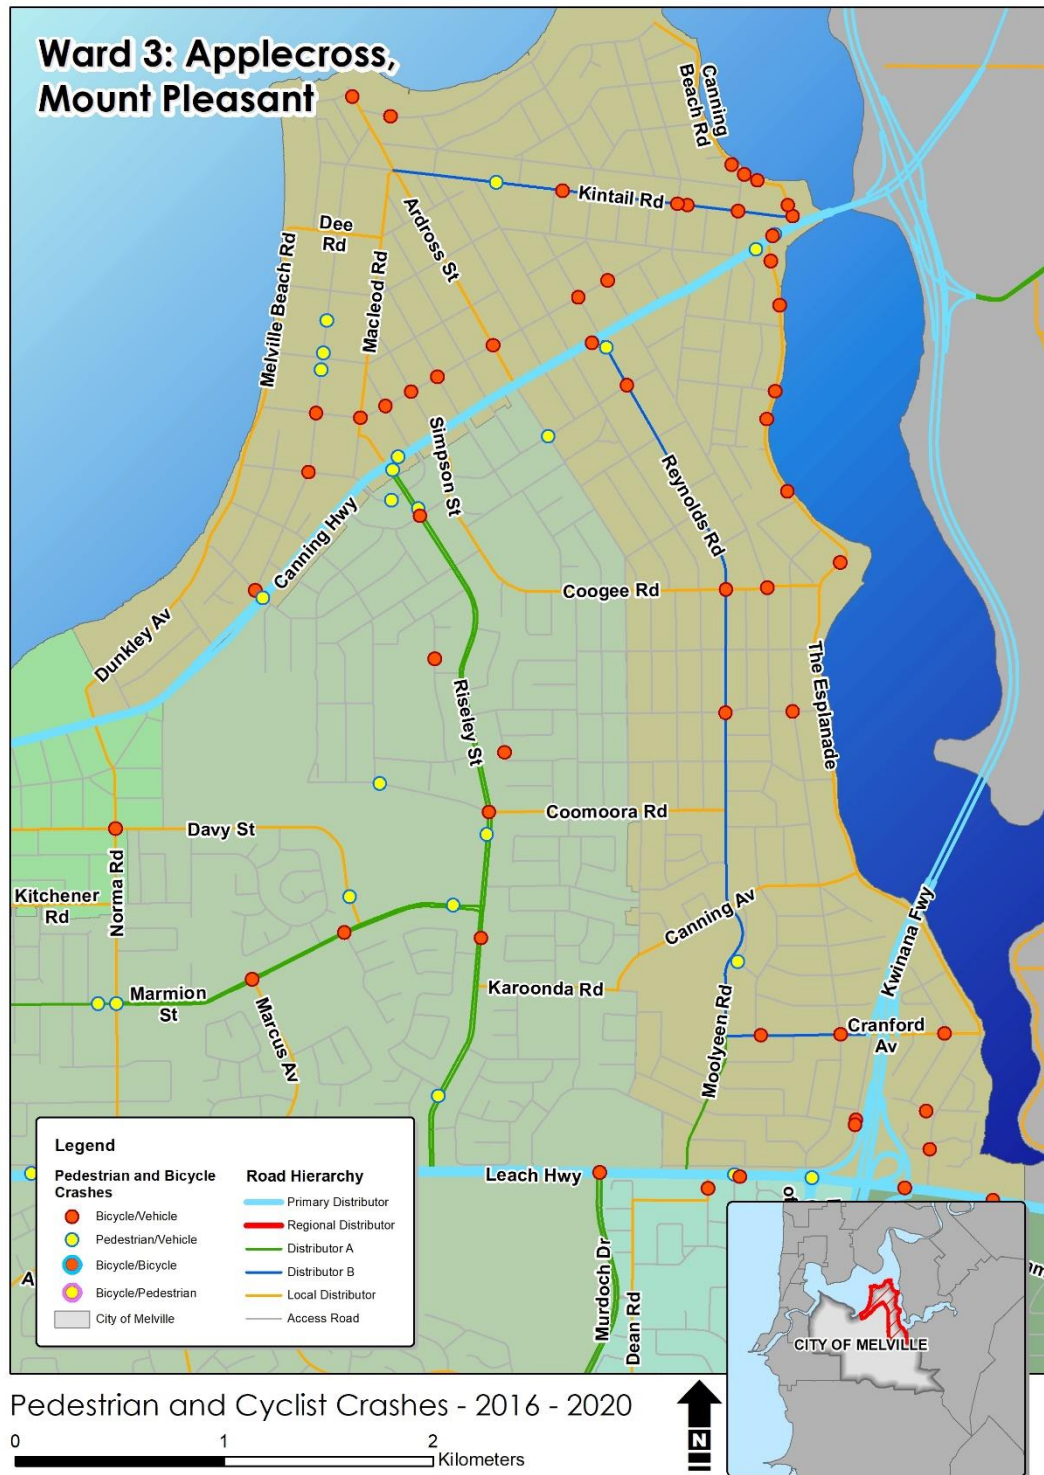 Ward 3: Applecross,
Mount Pleasant
Canning
Beach Rd
Kintail Rd
Dee
Rd
Ardross St
Melville Beach Rd
Macleod Rd
Simpson St
Canning Hwy
Reynolds Rd
Coogee Rd
Dunkley Av
The Esplanade
Riseley St
Davy St
Coomoora Rd
Kitchener
Rd
Norma Rd
Canning Av
Kwinana Fwy
Marmion
St
Karoonda Rd
Marcus Av
Moolyeen Rd
Cranford
Av
Leach Hwy
Murdoch Dr
Dean Rd
of
A
Legend
Pedestrian and Bicycle
Crashes
Bicycle/Vehicle
Pedestrian/Vehicle
Bicycle/Bicycle
Bicycle/Pedestrian
City of Melville
Road Hierarchy
Primary Distributor
Regional Distributor
Distributor A
Distributor B
Local Distributor
Access Road
CITY OF MELVILLE
Pedestrian and Cyclist Crashes - 2016 - 2020
0 1 2
Kilometers
N